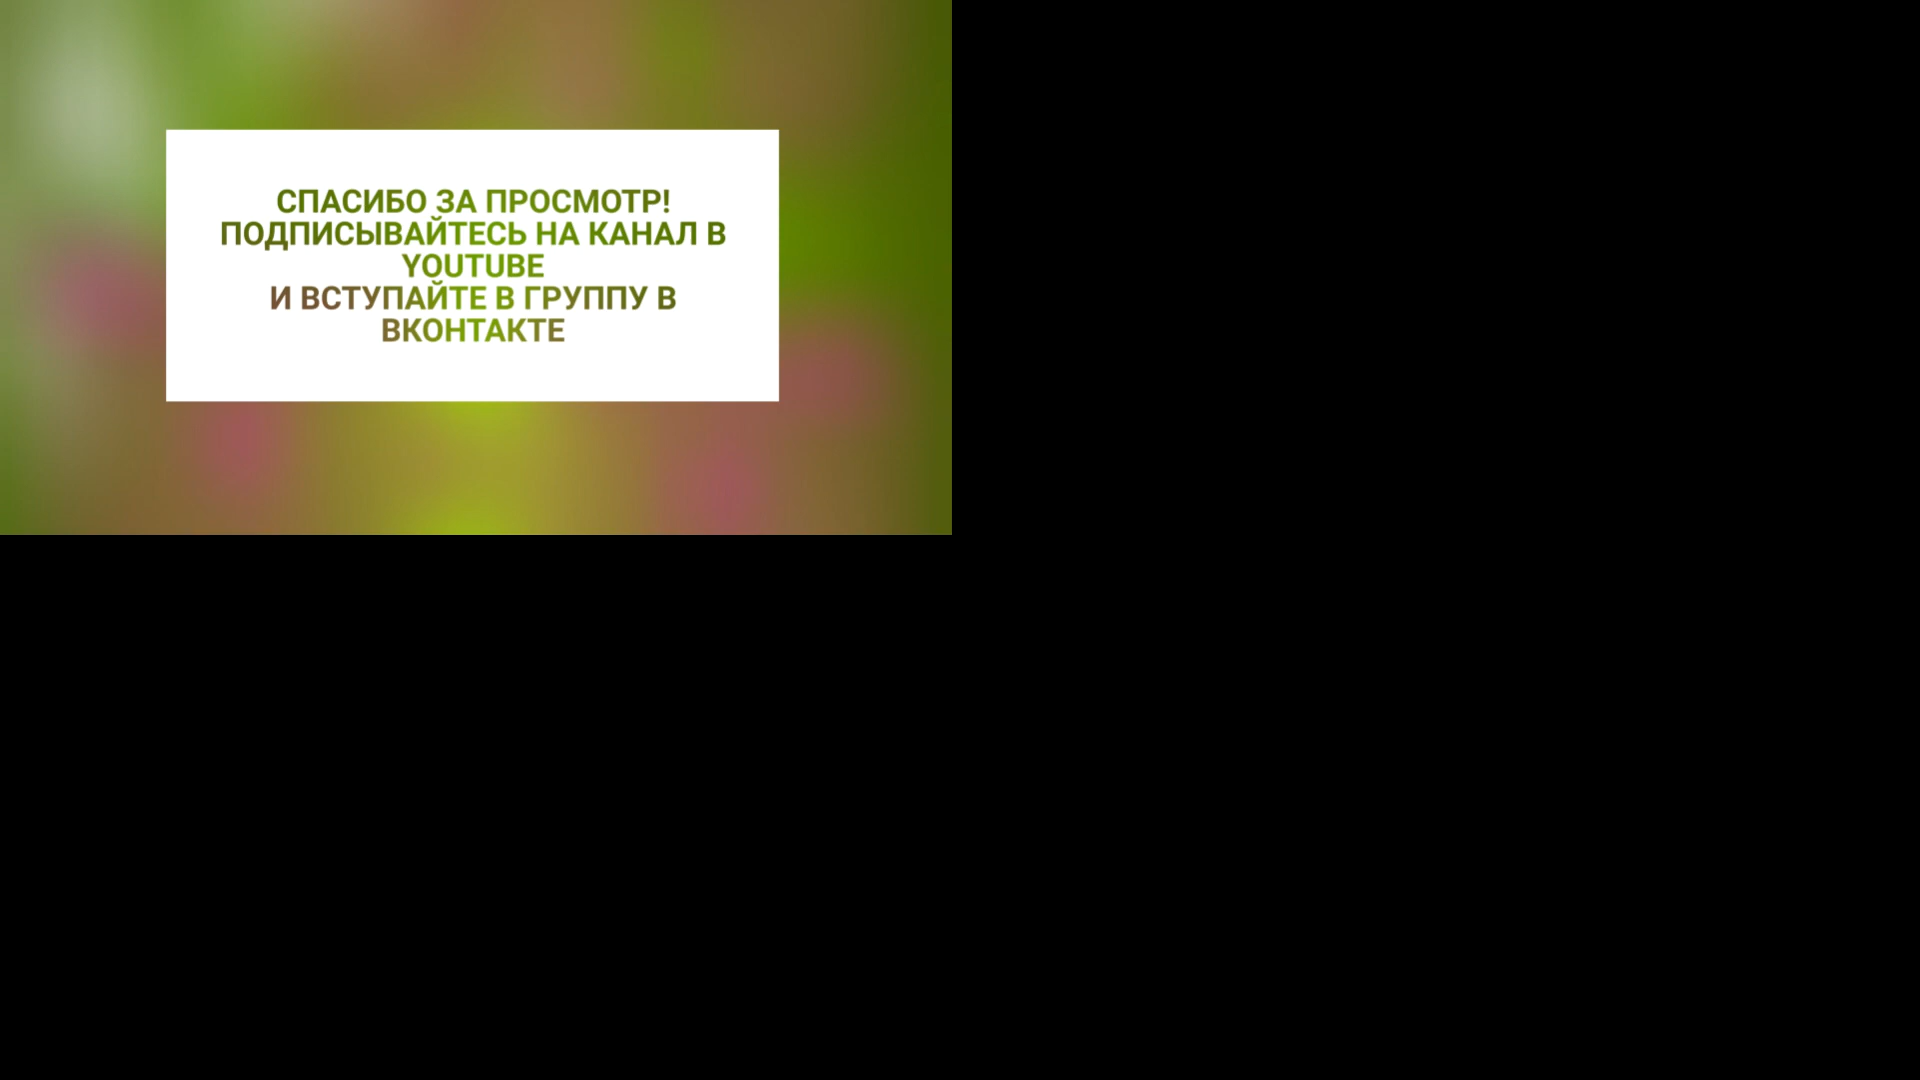 СПАСИБО ЗА ПРОСМОТР!
ПОДПИСЫВАЙТЕСЬ НА КАНАЛ В
YOUTUBE
И ВСТУПАЙТЕ В ГРУППУ В
ВКОНТАКТЕ